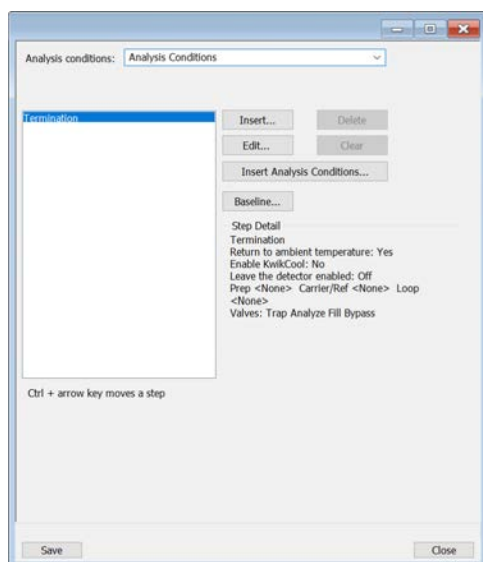 Analysis conditions: Analysis Conditions
Termination
Insert... Delete
Edit... Clear
Insert Analysis Conditions...
Baseline...
Step Detail
Termination
Return to ambient temperature: Yes
Enable KwikCool: No
Leave the detector enabled: Off
Prep <None> Carrier/Ref <None> Loop
<None>
Valves: Trap Analyze Fill Bypass
Ctrl + arrow key moves a step
Save Close